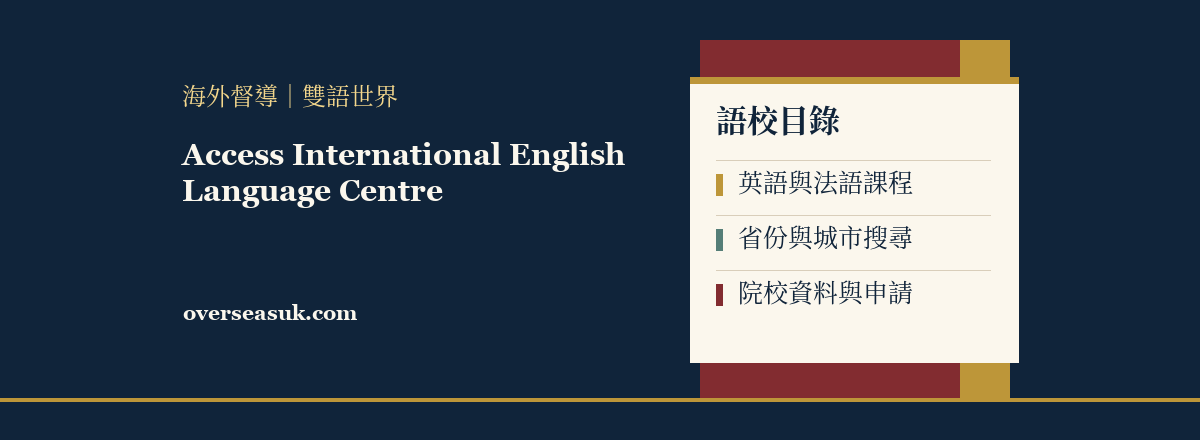 海外督導｜雙語世界
Access International English
Language Centre
overseasuk.com
語校目錄
英語與法語課程
省份與城市搜尋
院校資料與申請